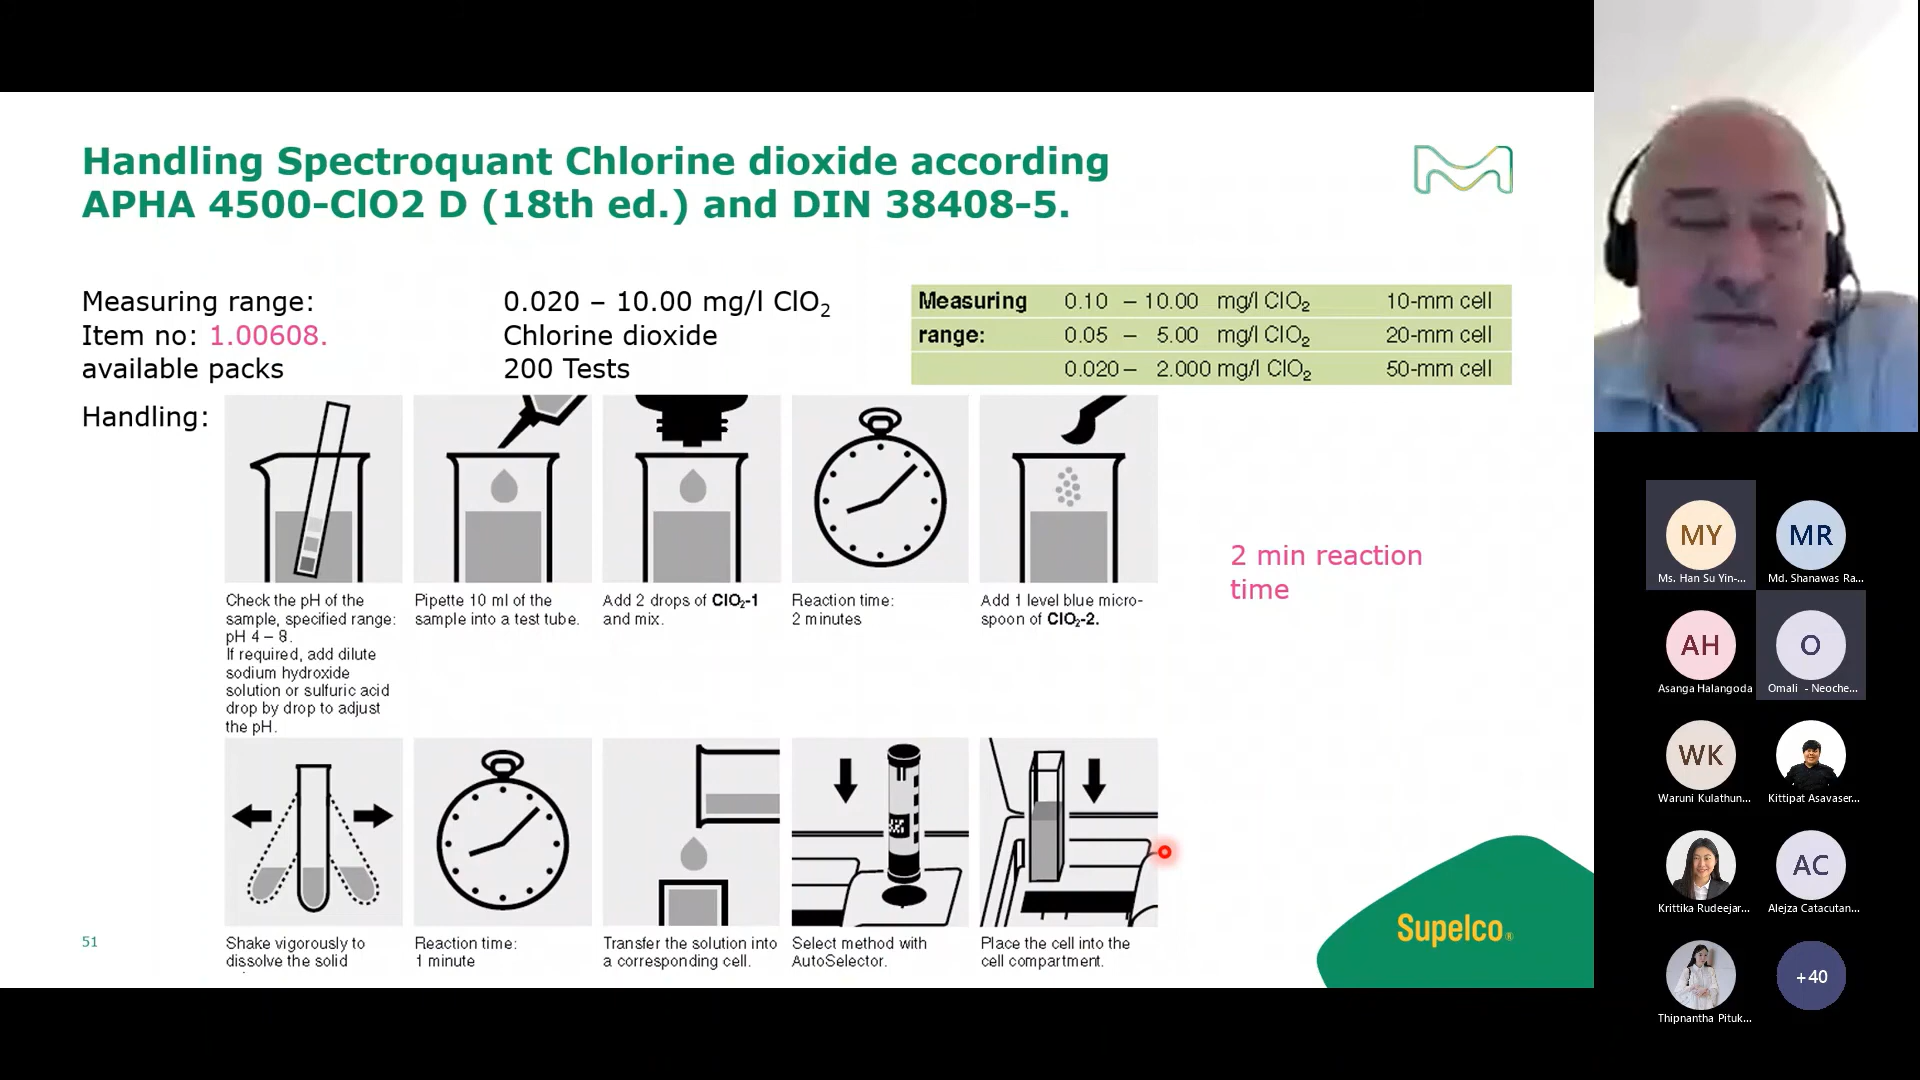 Handling Spectroquant Chlorine dioxide according
APHA 4500-ClO2 D (18th ed.) and DIN 38408-5.
Measuring range: 0.020 – 10.00 mg/l ClO₂
Item no: 1.00608. Chlorine dioxide
available packs 200 Tests
Measuring 0.10 – 10.00 mg/l ClO₂ 10-mm cell
range: 0.05 – 5.00 mg/l ClO₂ 20-mm cell
0.020 – 2.000 mg/l ClO₂ 50-mm cell
Handling:
Check the pH of the
sample, specified range:
pH 4 – 8.
If required, add dilute
sodium hydroxide
solution or sulfuric acid
drop by drop to adjust
the pH.
Pipette 10 ml of the
sample into a test tube.
Add 2 drops of ClO₂-1
and mix.
Reaction time:
2 minutes
Add 1 level blue micro-
spoon of ClO₂-2.
2 min reaction
time
Shake vigorously to
dissolve the solid
Reaction time:
1 minute
Transfer the solution into
a corresponding cell.
Select method with
AutoSelector.
Place the cell into the
cell compartment.
51
Supelco®
MY
Ms. Han Su Yin-...
MR
Md. Shanawas Ra...
AH
Asanga Halangoda
O
Omali - Neoche...
WK
Waruni Kulathun...
Kittipat Asavaser...
Krittika Rudeejar...
AC
Alejza Catacutan...
Thipnantha Pituk...
+40